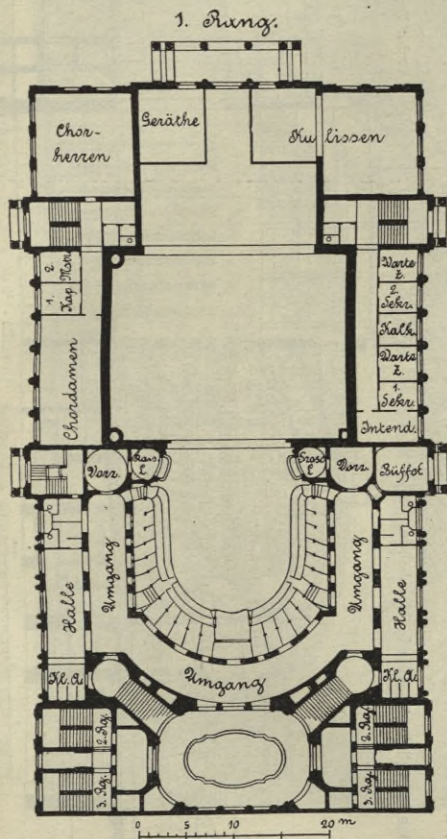 1. Rang.
Chor-
herren
Geräthe
Kulissen
2. Mstr.
1. Kap.
Chordamen
Warte
Z.
2.
Sekr.
Kalk.
Warte
Z.
1.
Sekr.
Intend.
Vorz.
L.
L.
Vorz.
Büffet
Halle
Umgang
Umgang
Halle
Umgang
Kl. A.
Kl. A.
2. Rg.
3. Rg.
2. Rg.
3. Rg.
0 5 10 20 m